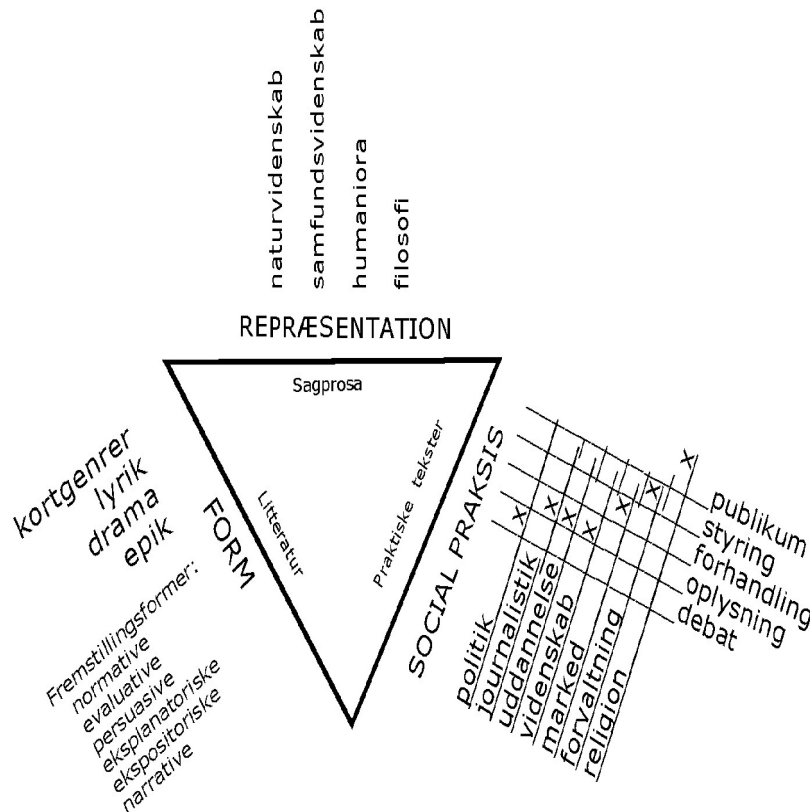 naturvidenskab
samfundsvidenskab
humaniora
filosofi
REPRÆSENTATION
Sagprosa
Litteratur
Praktiske tekster
FORM
SOCIAL PRAKSIS
kortgenrer
lyrik
drama
epik
Fremstillingsformer:
normative
evaluative
persuasive
eksplanatoriske
ekspositoriske
narrative
publikum
styring
forhandling
oplysning
debat
politik
journalistik
uddannelse
videnskab
marked
forvaltning
religion
x
x
x
x
x
x
x